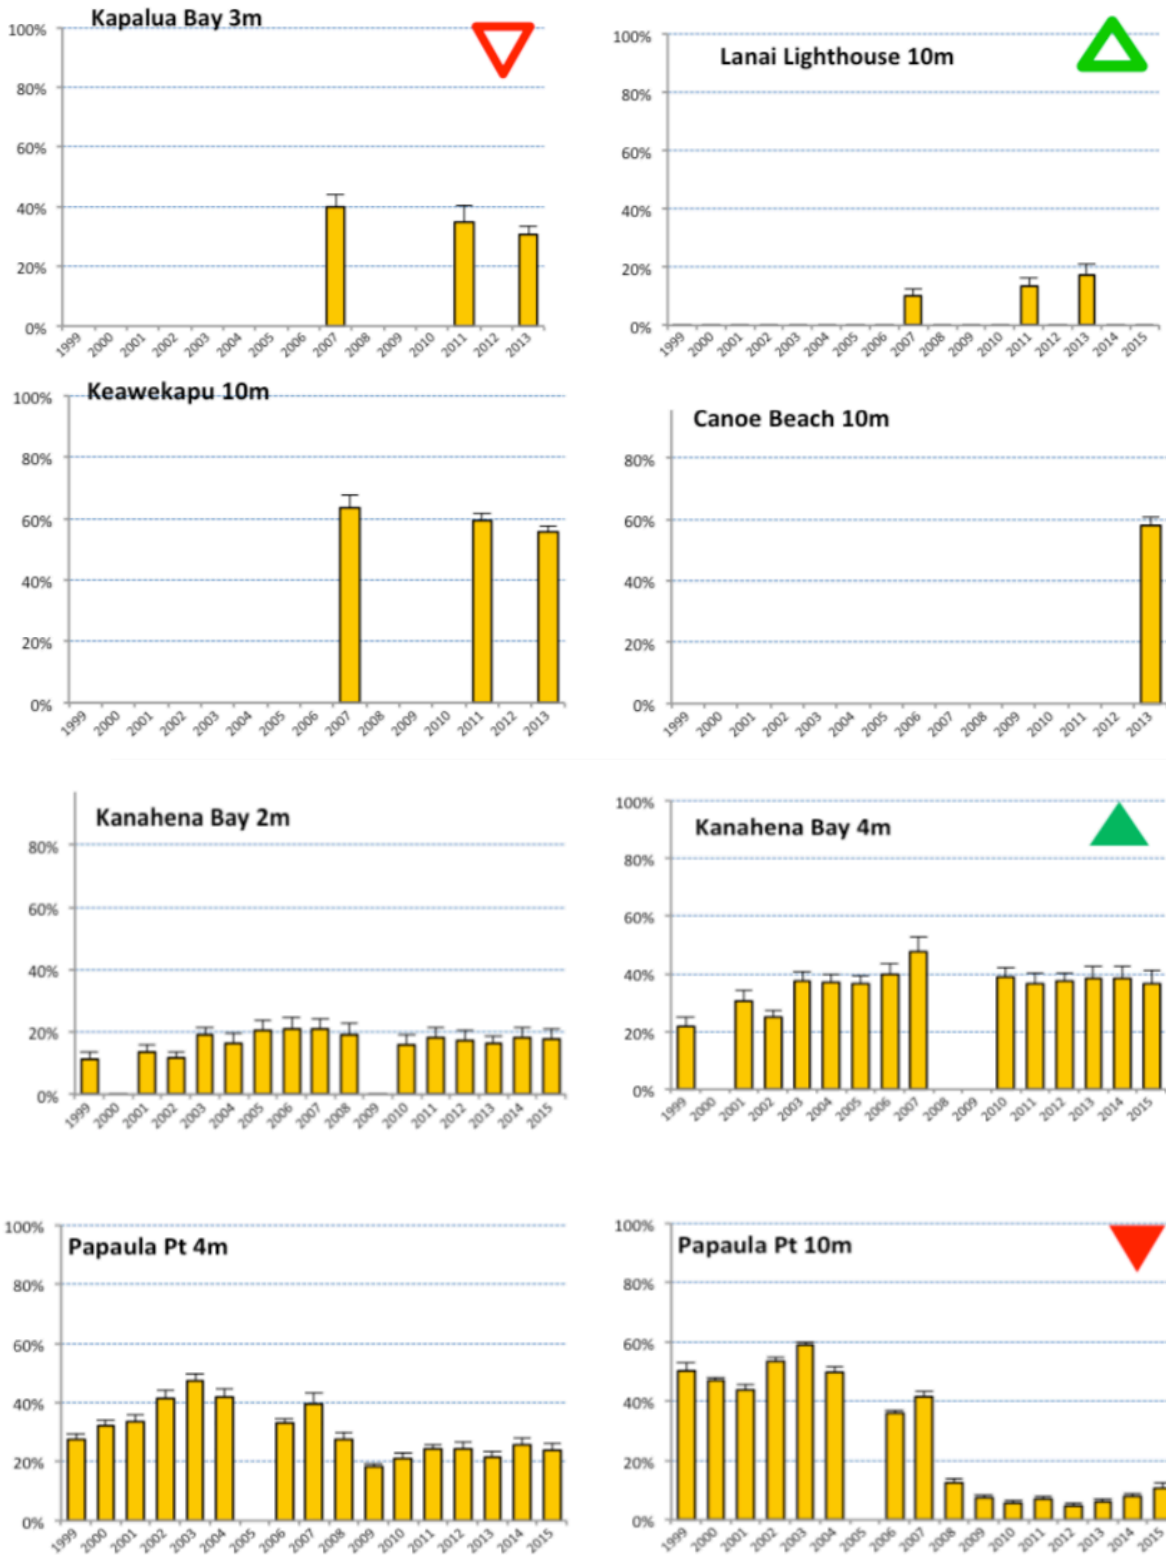 Kapalua Bay 3m
100%
80%
60%
40%
20%
0%
1999 2000 2001 2002 2003 2004 2005 2006 2007 2008 2009 2010 2011 2012 2013
Lanai Lighthouse 10m
100%
80%
60%
40%
20%
0%
1999 2000 2001 2002 2003 2004 2005 2006 2007 2008 2009 2010 2011 2012 2013 2014 2015
Keawekapu 10m
100%
80%
60%
40%
20%
0%
1999 2000 2001 2002 2003 2004 2005 2006 2007 2008 2009 2010 2011 2012 2013
Canoe Beach 10m
80%
60%
40%
20%
0%
1999 2000 2001 2002 2003 2004 2005 2006 2007 2008 2009 2010 2011 2012 2013
Kanahena Bay 2m
80%
60%
40%
20%
0%
1999 2000 2001 2002 2003 2004 2005 2006 2007 2008 2009 2010 2011 2012 2013 2014 2015
Kanahena Bay 4m
100%
80%
60%
40%
20%
0%
1999 2000 2001 2002 2003 2004 2005 2006 2007 2008 2009 2010 2011 2012 2013 2014 2015
Papaula Pt 4m
100%
80%
60%
40%
20%
0%
1999 2000 2001 2002 2003 2004 2005 2006 2007 2008 2009 2010 2011 2012 2013 2014 2015
Papaula Pt 10m
100%
80%
60%
40%
20%
0%
1999 2000 2001 2002 2003 2004 2005 2006 2007 2008 2009 2010 2011 2012 2013 2014 2015